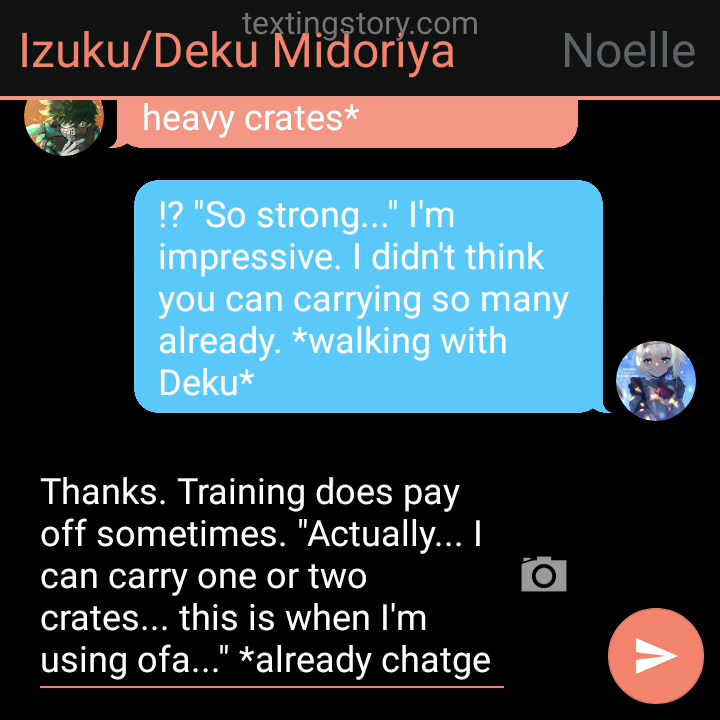 textingstory.com
Izuku/Deku Midoriya
Noelle
heavy crates*
!? "So strong..." I'm
impressive. I didn't think
you can carrying so many
already. *walking with
Deku*
Thanks. Training does pay
off sometimes. "Actually... I
can carry one or two
crates... this is when I'm
using ofa..." *already chatge